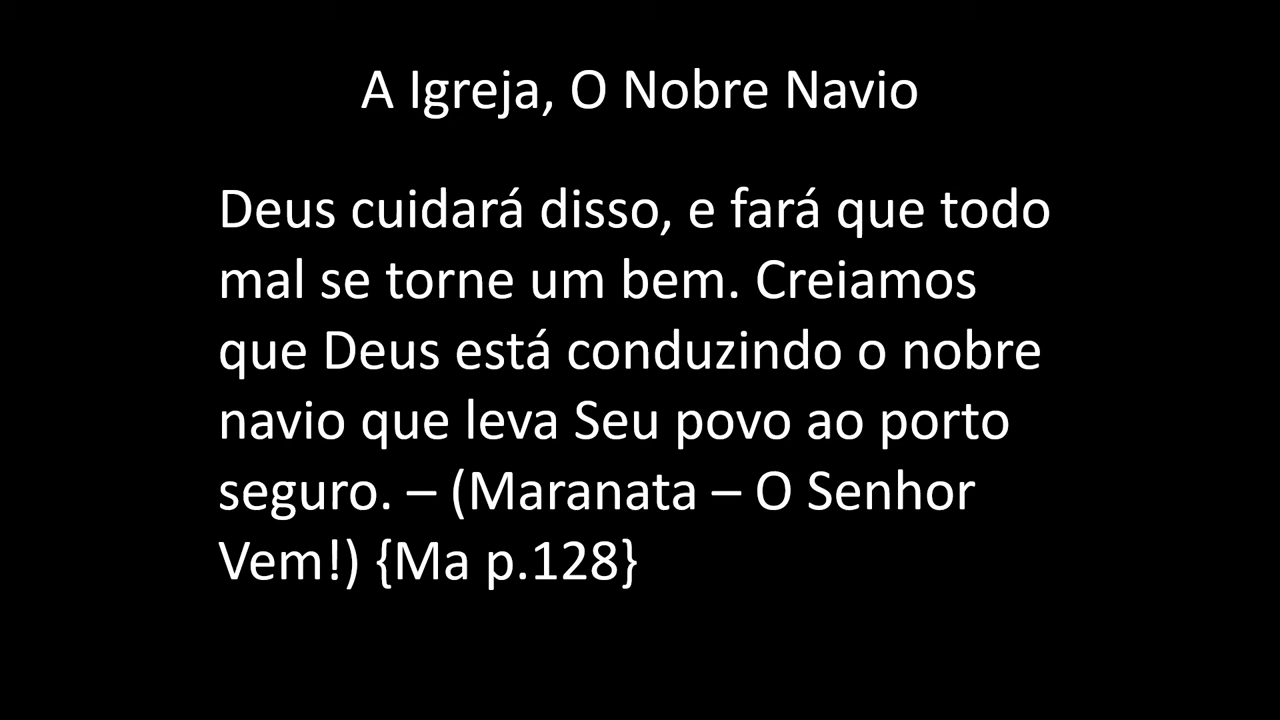 A Igreja, O Nobre Navio
Deus cuidará disso, e fará que todo
mal se torne um bem. Creiamos
que Deus está conduzindo o nobre
navio que leva Seu povo ao porto
seguro. – (Maranata – O Senhor
Vem!) {Ma p.128}